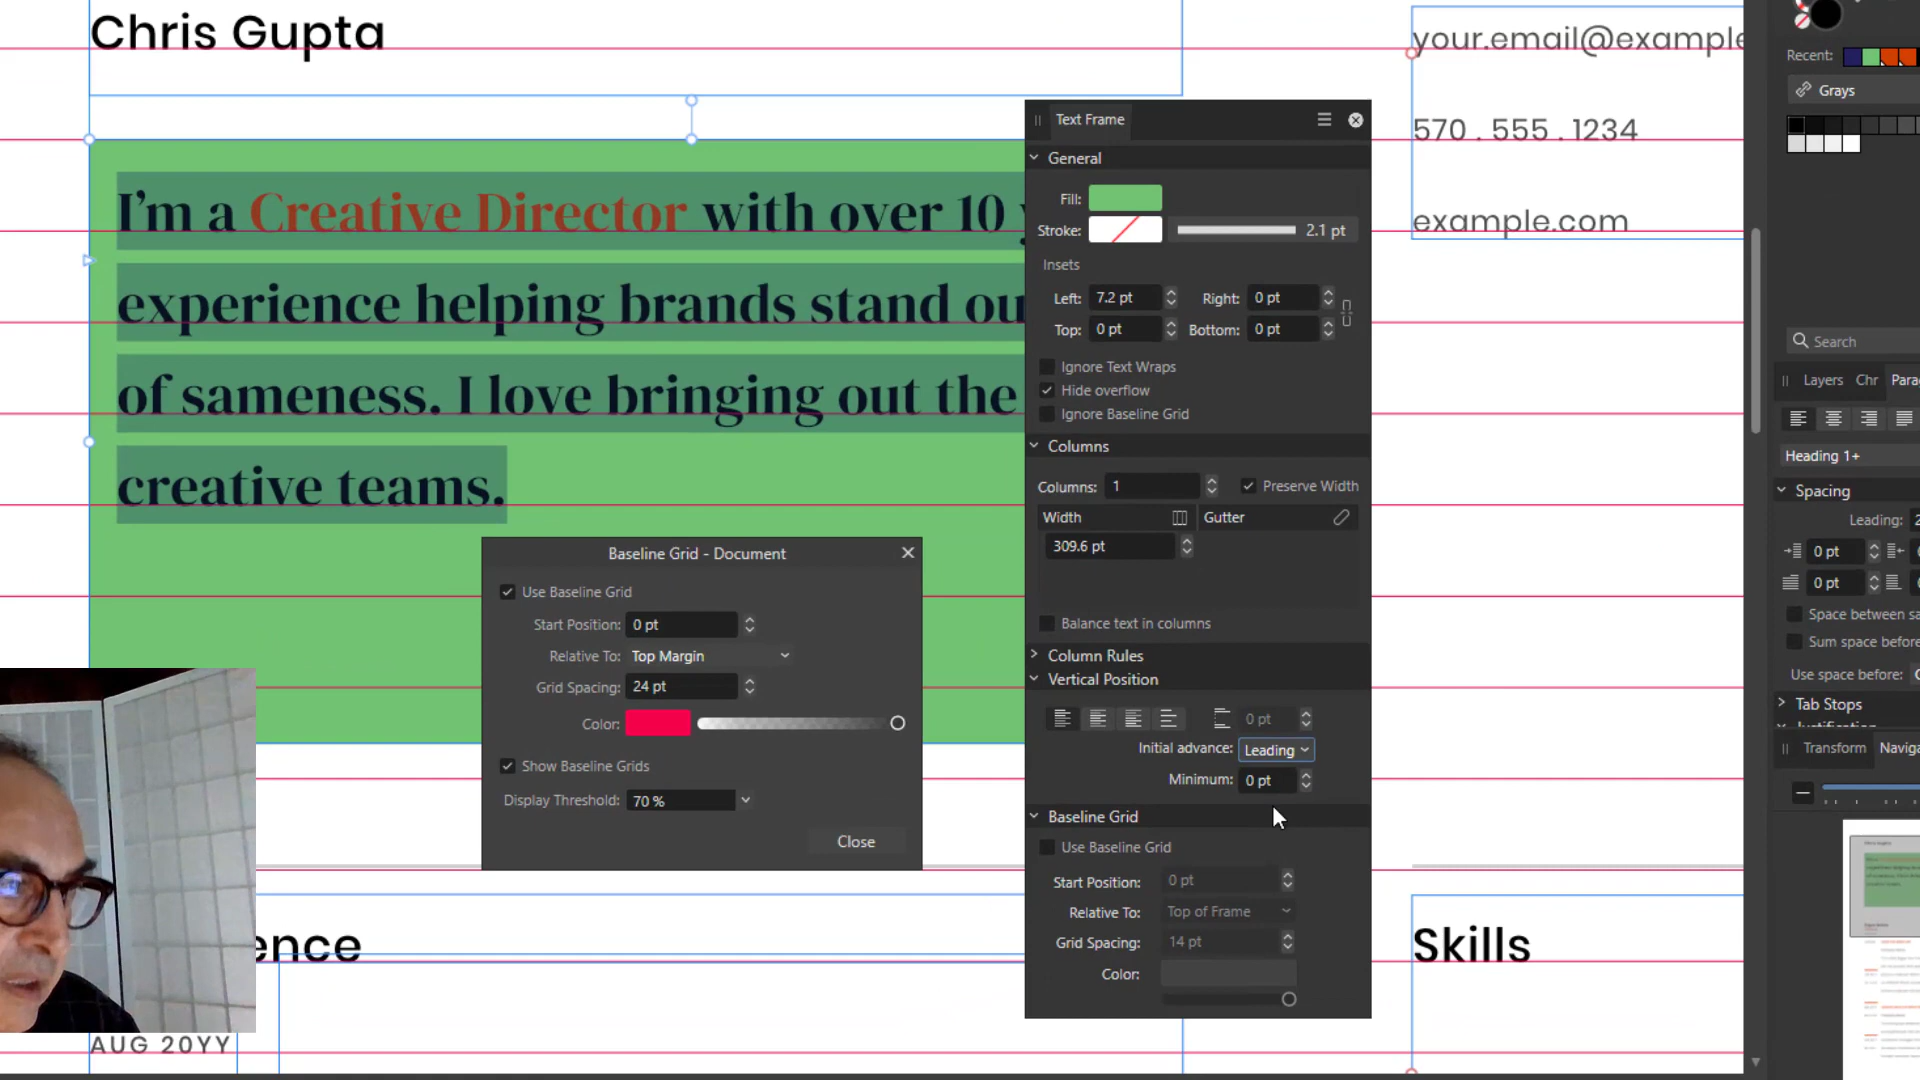 Chris Gupta
your.email@example
570 . 555 . 1234
example.com
I'm a Creative Director with over 10
experience helping brands stand ou
of sameness. I love bringing out the
creative teams.
Text Frame
General
Fill:
Stroke:
2.1 pt
Insets
Left: 7.2 pt Right: 0 pt
Top: 0 pt Bottom: 0 pt
Ignore Text Wraps
Hide overflow
Ignore Baseline Grid
Columns
Columns: 1 Preserve Width
Width Gutter
309.6 pt
Balance text in columns
Column Rules
Vertical Position
0 pt
Initial advance: Leading
Minimum: 0 pt
Baseline Grid
Use Baseline Grid
Start Position: 0 pt
Relative To: Top of Frame
Grid Spacing: 14 pt
Color:
Baseline Grid - Document
Use Baseline Grid
Start Position: 0 pt
Relative To: Top Margin
Grid Spacing: 24 pt
Color:
Show Baseline Grids
Display Threshold: 70 %
Close
ence
AUG 20YY
Skills
Recent:
Grays
Search
Layers Chr Para
Heading 1+
Spacing
Leading: 2
0 pt
0 pt
Space between sa
Sum space before
Use space before:
Tab Stops
Transform Naviga